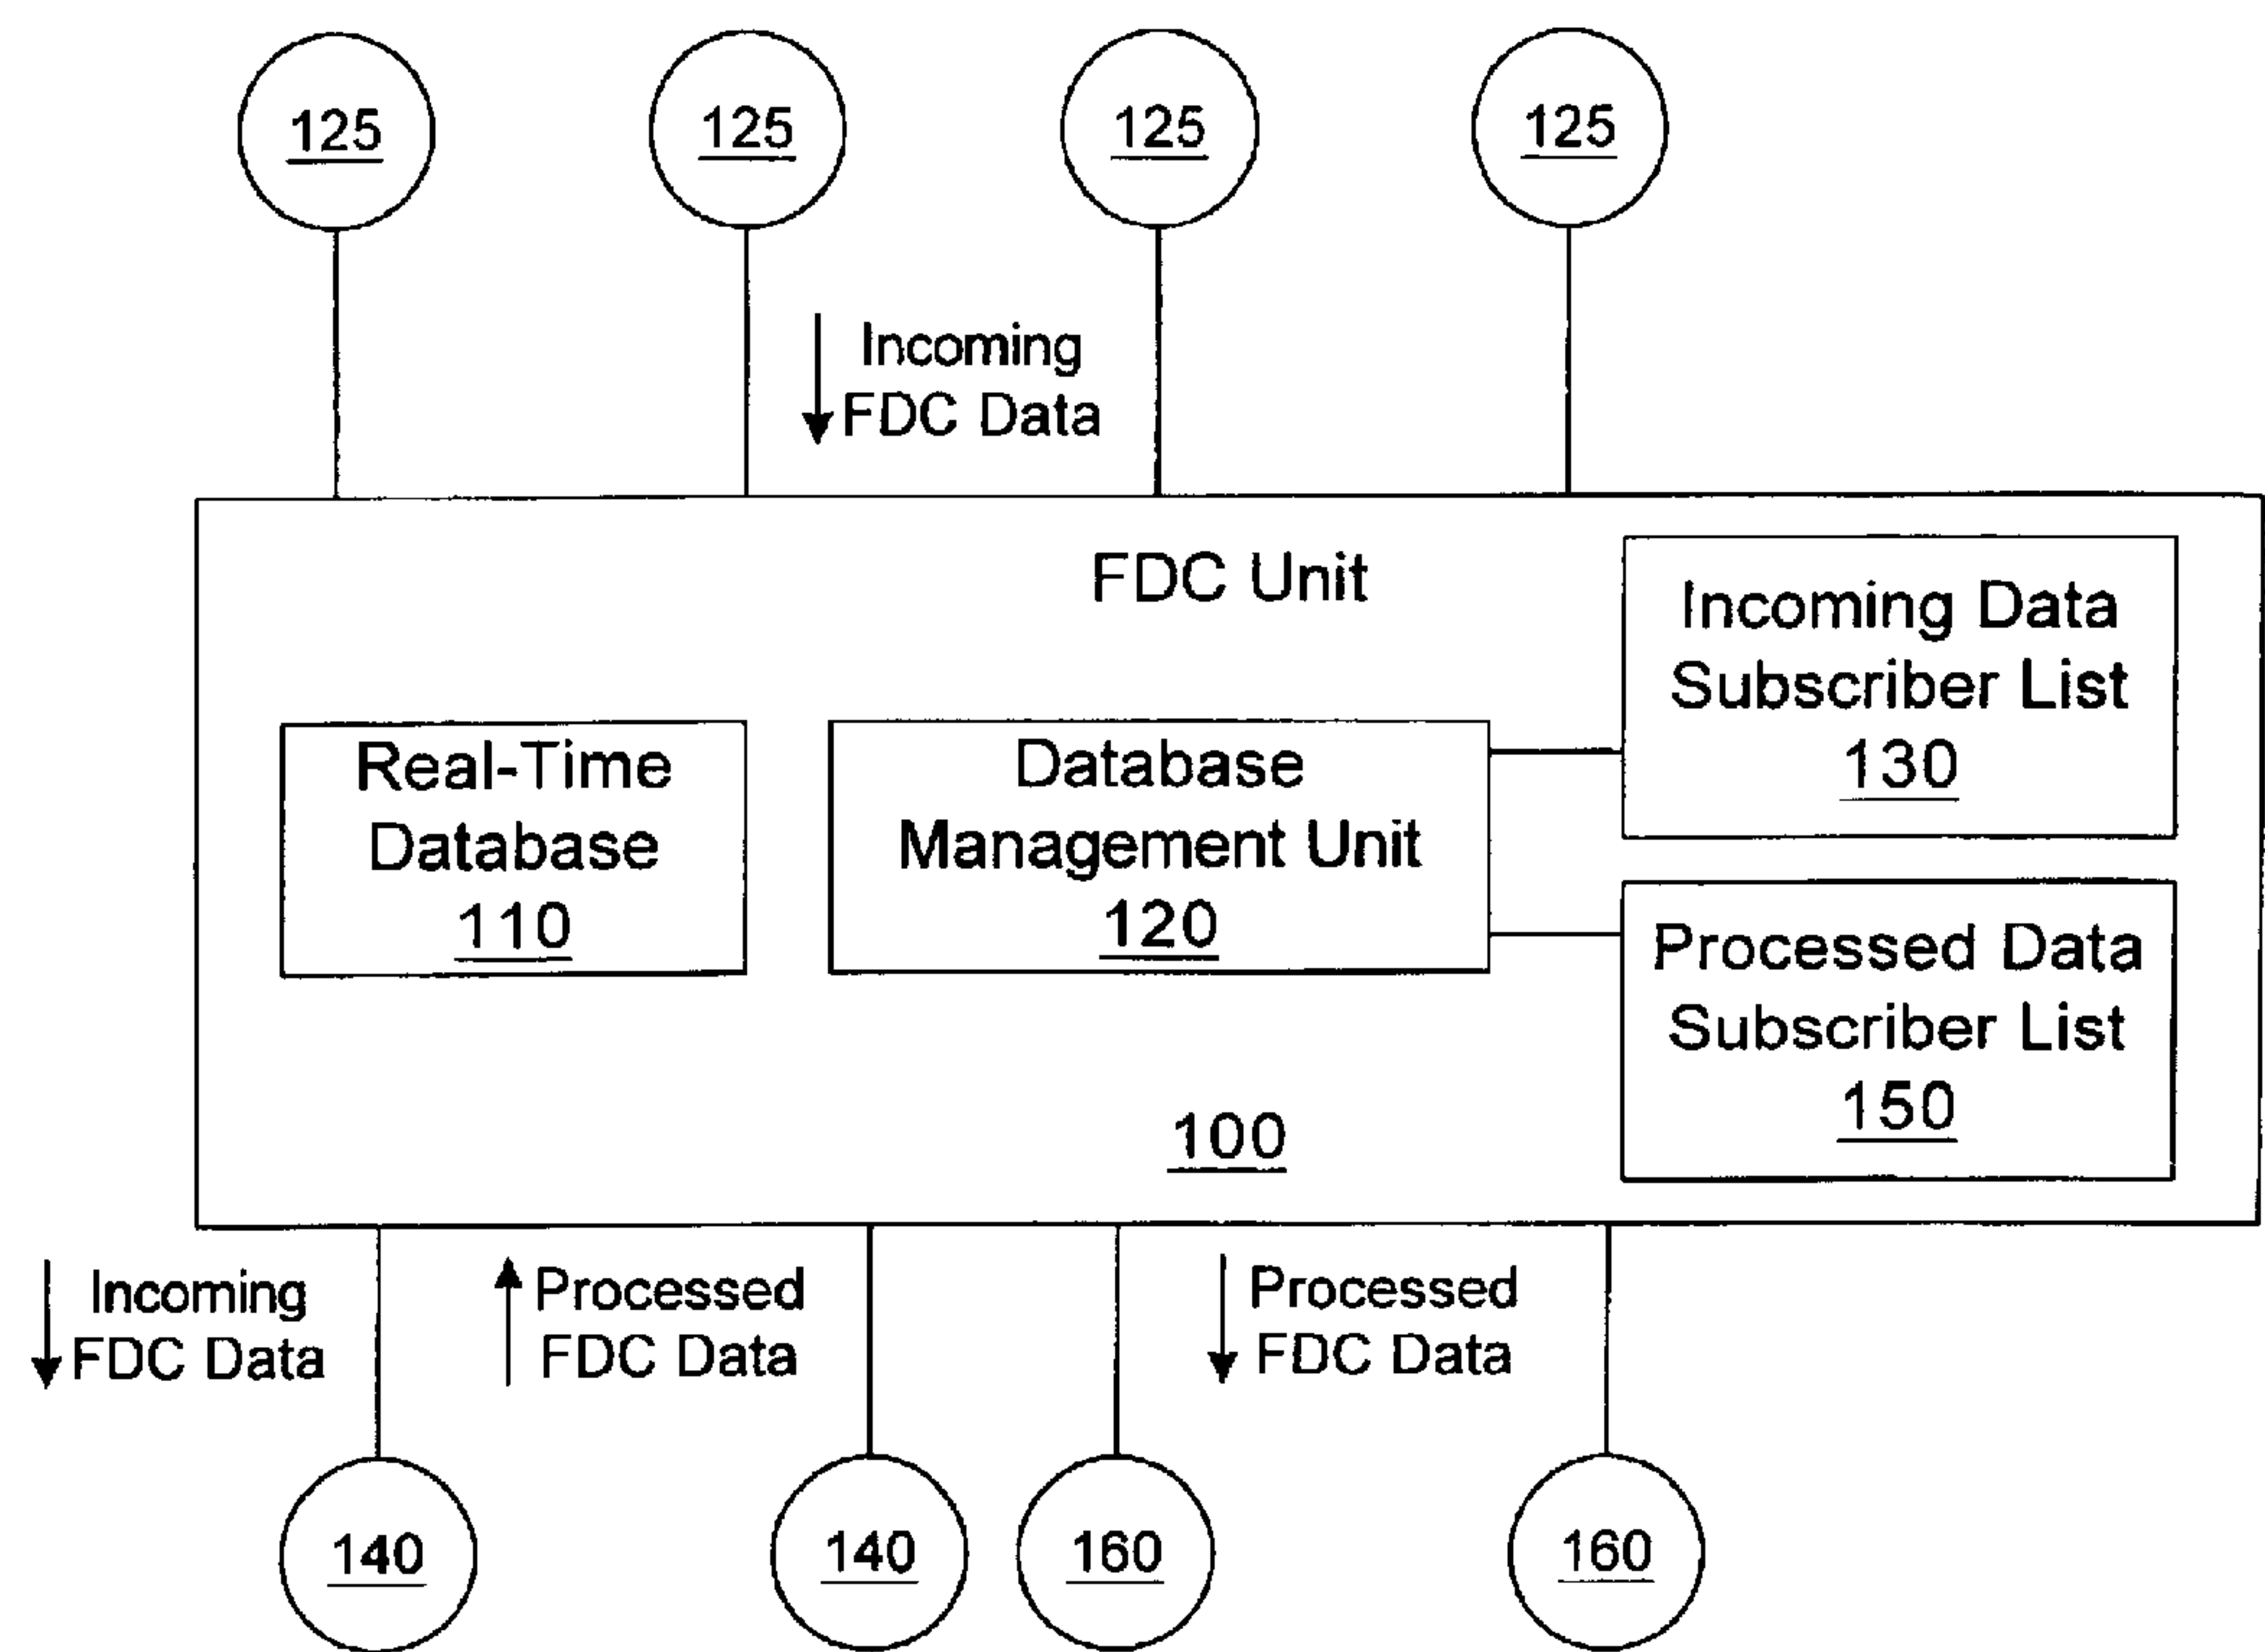 125
125
125
125
Incoming
FDC Data
FDC Unit
Incoming Data
Subscriber List
130
Real-Time
Database
110
Database
Management Unit
120
Processed Data
Subscriber List
150
100
Incoming
FDC Data
Processed
FDC Data
Processed
FDC Data
140
140
160
160